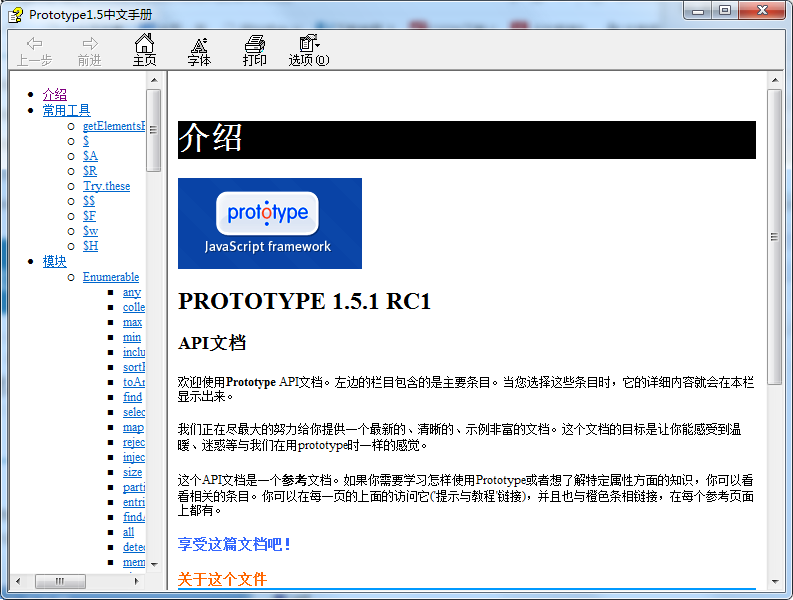 Prototype1.5中文手册
上一步 前进 主页 字体 打印 选项(O)
介绍
常用工具
getElementsB
$
$A
$R
Try.these
$$
$F
$w
$H
模块
Enumerable
any
colle
max
min
inclu
sortB
toArr
find
selec
map
rejec
injec
size
parti
entri
findA
all
detec
mem
介绍
prototype
JavaScript framework
PROTOTYPE 1.5.1 RC1
API文档
欢迎使用Prototype API文档。左边的栏目包含的是主要条目。当您选择这些条目时，它的详细内容就会在本栏
显示出来。
我们正在尽最大的努力给你提供一个最新的、清晰的、示例非富的文档。这个文档的目标是让你能感受到温
暖、迷惑等与我们在用prototype时一样的感觉。
这个API文档是一个参考文档。如果你需要学习怎样使用Prototype或者想了解特定属性方面的知识，你可以看
看相关的条目。你可以在每一页的上面的访问它('提示与教程'链接)，并且也与橙色条相链接，在每个参考页面
上都有。
享受这篇文档吧！
关于这个文件